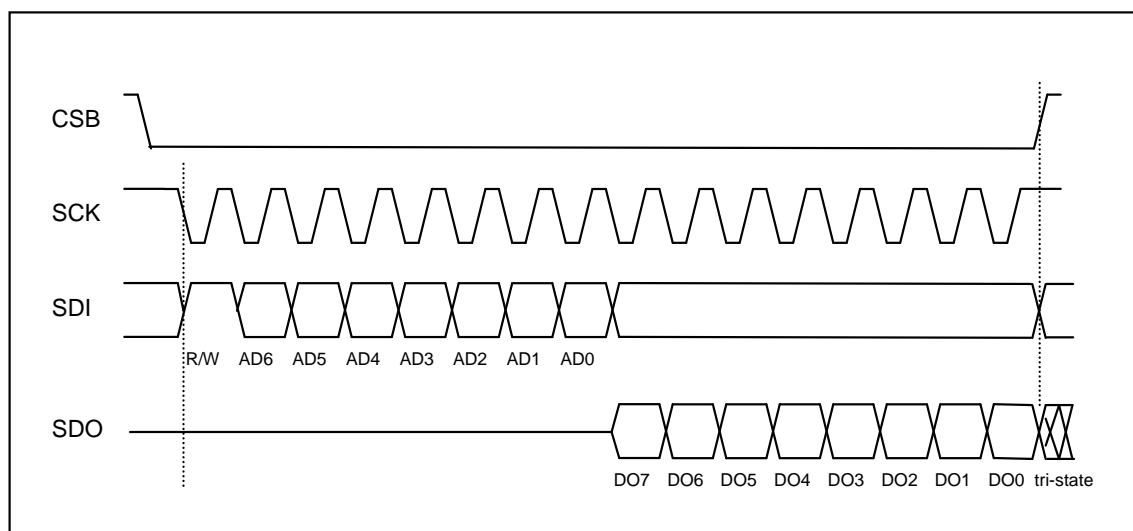 CSB
SCK
SDI
R/W AD6 AD5 AD4 AD3 AD2 AD1 AD0
SDO
DO7 DO6 DO5 DO4 DO3 DO2 DO1 DO0 tri-state